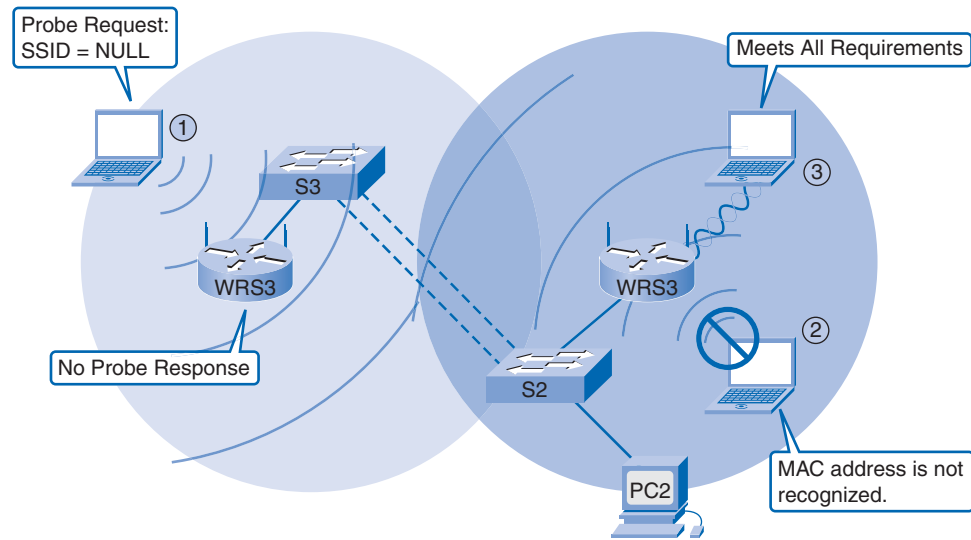 Probe Request:
SSID = NULL
Meets All Requirements
1
3
S3
WRS3
WRS3
2
No Probe Response
S2
MAC address is not
recognized.
PC2